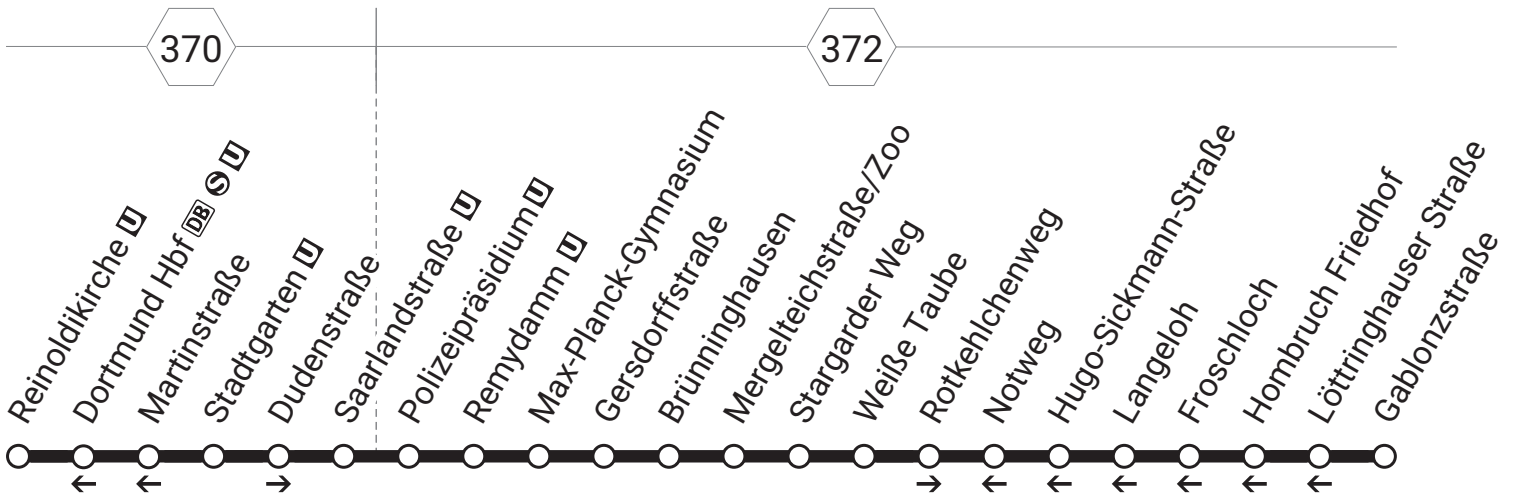 370
372
Reinoldikirche U
Dortmund Hbf DB S U
Martinstraße
Stadtgarten U
Dudenstraße
Saarlandstraße U
Polizeipräsidium U
Remydamm U
Max-Planck-Gymnasium
Gersdorffstraße
Brünninghausen
Mergelteichstraße/Zoo
Stargarder Weg
Weiße Taube
Rotkehlchenweg
Notweg
Hugo-Sickmann-Straße
Langeloh
Froschloch
Hombruch Friedhof
Löttringhauser Straße
Gablonzstraße